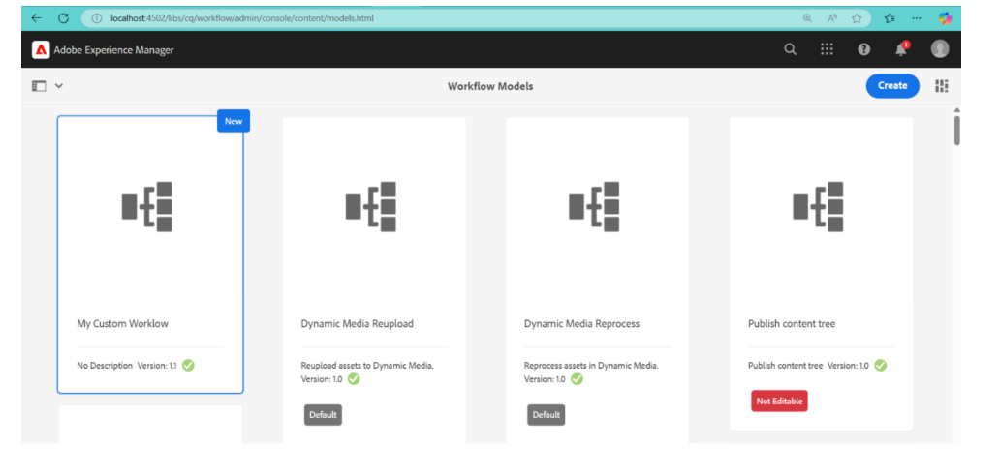 localhost:4502/libs/cq/workflow/admin/console/content/models.html
Adobe Experience Manager
Workflow Models
Create
New
My Custom Worklow
No Description Version: 1.1
Dynamic Media Reupload
Reupload assets to Dynamic Media.
Version: 1.0
Default
Dynamic Media Reprocess
Reprocess assets in Dynamic Media.
Version: 1.0
Default
Publish content tree
Publish content tree Version: 1.0
Not Editable